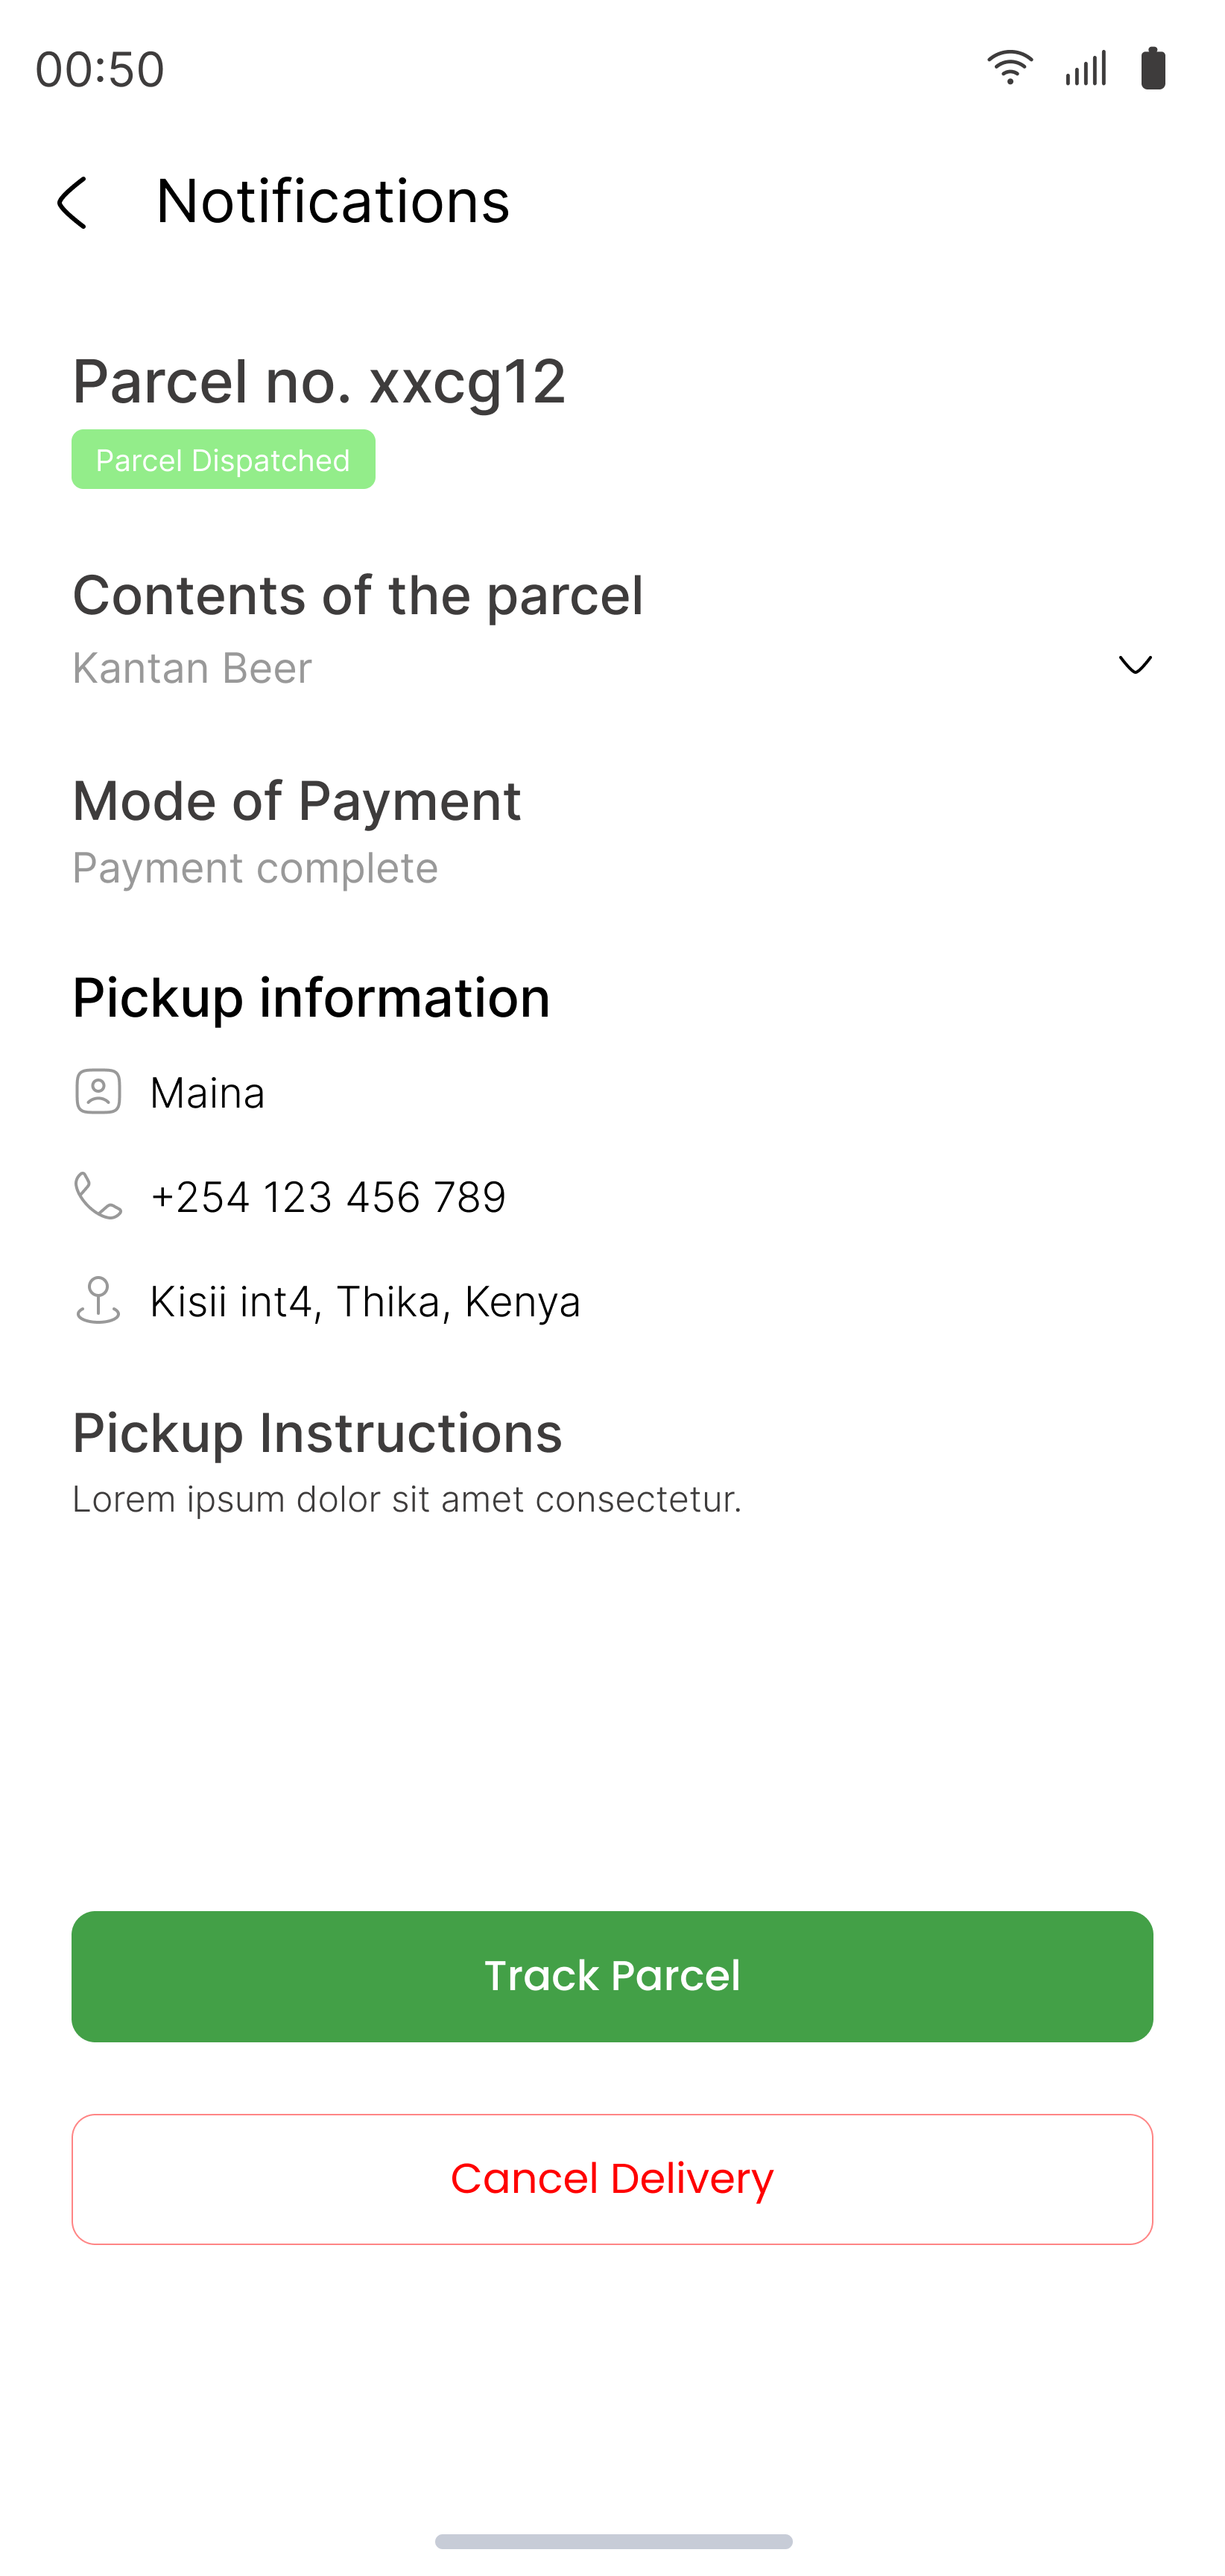 00:50
Notifications
Parcel no. xxcg12
Parcel Dispatched
Contents of the parcel
Kantan Beer
Mode of Payment
Payment complete
Pickup information
Maina
+254 123 456 789
Kisii int4, Thika, Kenya
Pickup Instructions
Lorem ipsum dolor sit amet consectetur.
Track Parcel
Cancel Delivery